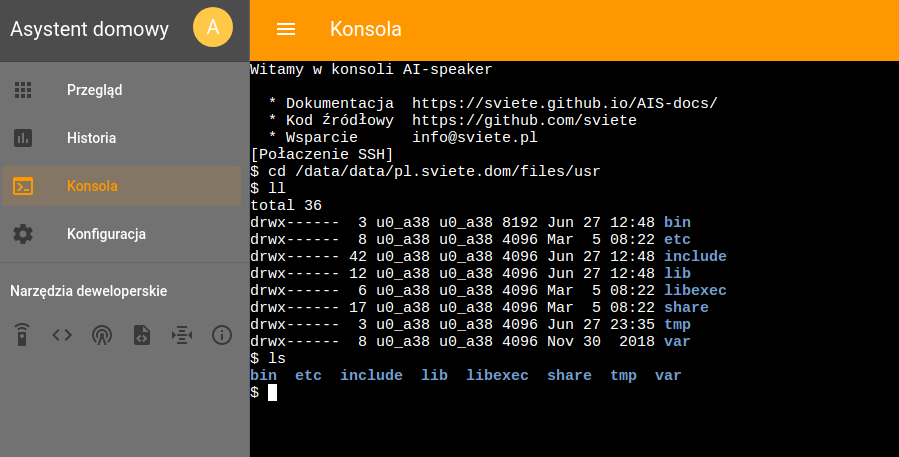 Asystent domowy
A
Konsola
Przegląd
Historia
Konsola
Konfiguracja
Narzędzia deweloperskie
Witamy w konsoli AI-speaker
* Dokumentacja  https://sviete.github.io/AIS-docs/
* Kod źródłowy  https://github.com/sviete
* Wsparcie      info@sviete.pl
[Połaczenie SSH]
$ cd /data/data/pl.sviete.dom/files/usr
$ ll
total 36
drwx------  3 u0_a38 u0_a38 8192 Jun 27 12:48 bin
drwx------  8 u0_a38 u0_a38 4096 Mar  5 08:22 etc
drwx------ 42 u0_a38 u0_a38 4096 Jun 27 12:48 include
drwx------ 12 u0_a38 u0_a38 4096 Jun 27 12:48 lib
drwx------  6 u0_a38 u0_a38 4096 Mar  5 08:22 libexec
drwx------ 17 u0_a38 u0_a38 4096 Mar  5 08:22 share
drwx------  3 u0_a38 u0_a38 4096 Jun 27 23:35 tmp
drwx------  8 u0_a38 u0_a38 4096 Nov 30  2018 var
$ ls
bin  etc  include  lib  libexec  share  tmp  var
$